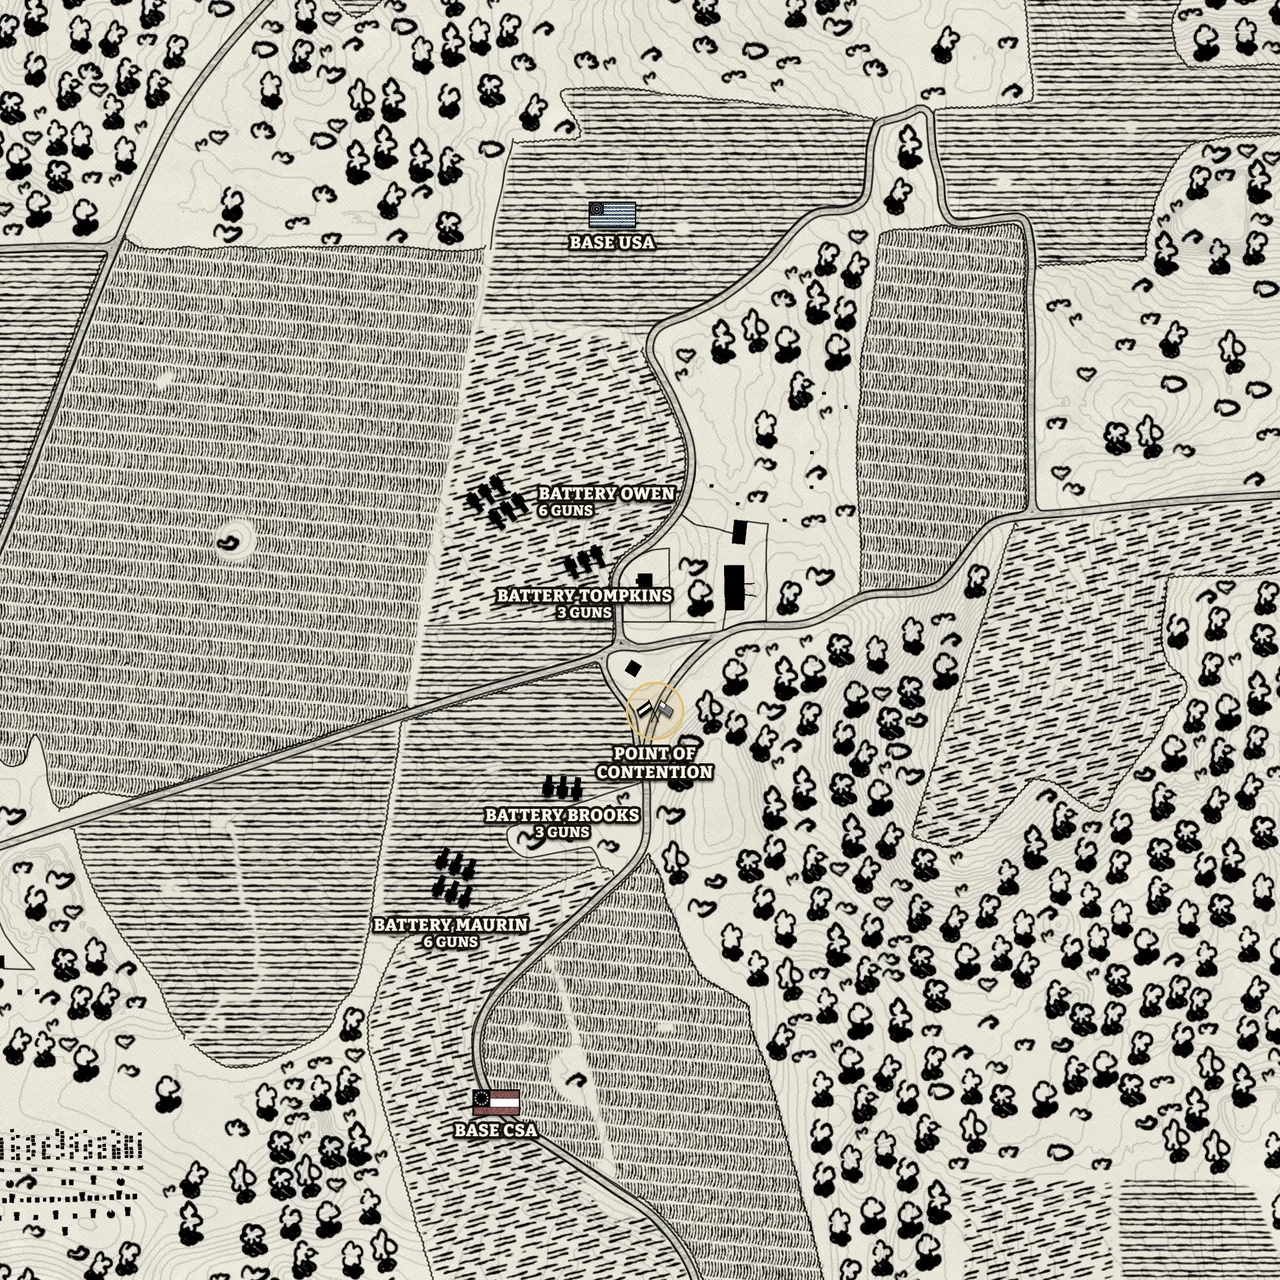 BASE USA
BATTERY OWEN
6 GUNS
BATTERY TOMPKINS
3 GUNS
POINT OF
CONTENTION
BATTERY BROOKS
3 GUNS
BATTERY MAURIN
6 GUNS
BASE CSA